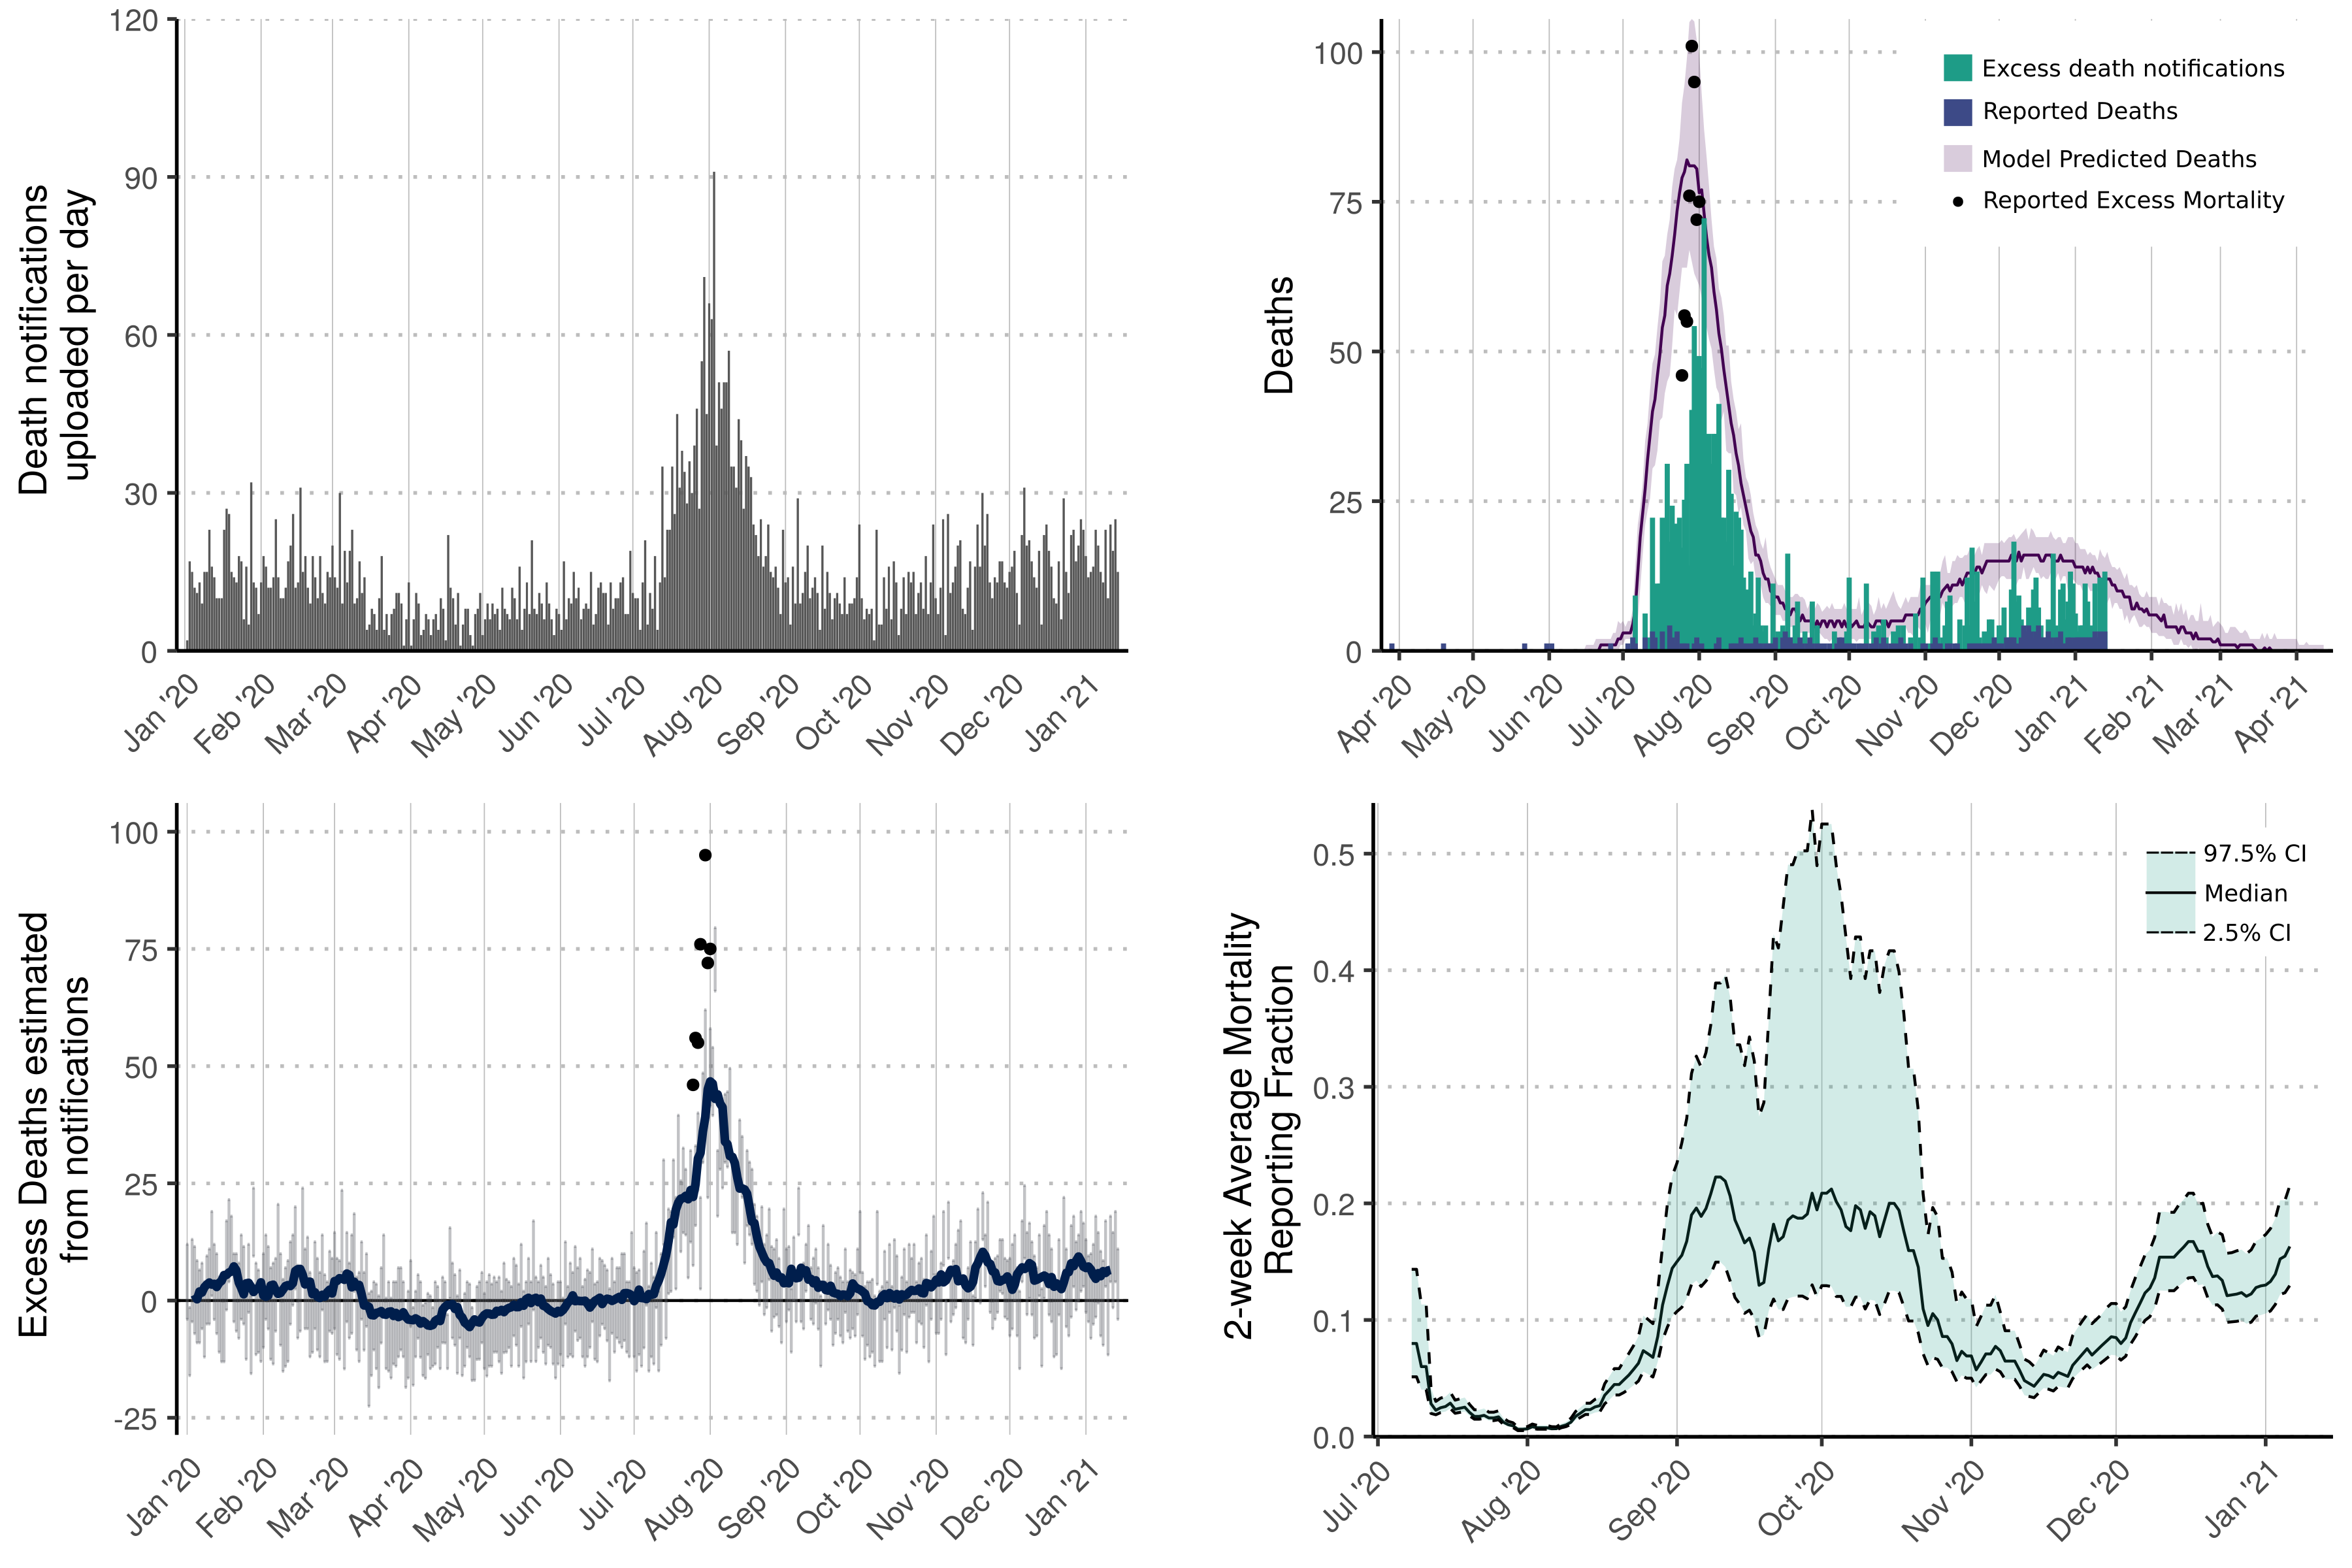 120
90
60
30
0
Death notifications
uploaded per day
Jan '20
Feb '20
Mar '20
Apr '20
May '20
Jun '20
Jul '20
Aug '20
Sep '20
Oct '20
Nov '20
Dec '20
Jan '21
100
75
50
25
0
Deaths
Excess death notifications
Reported Deaths
Model Predicted Deaths
Reported Excess Mortality
Apr '20
May '20
Jun '20
Jul '20
Aug '20
Sep '20
Oct '20
Nov '20
Dec '20
Jan '21
Feb '21
Mar '21
Apr '21
100
75
50
25
0
-25
Excess Deaths estimated
from notifications
Jan '20
Feb '20
Mar '20
Apr '20
May '20
Jun '20
Jul '20
Aug '20
Sep '20
Oct '20
Nov '20
Dec '20
Jan '21
0.5
0.4
0.3
0.2
0.1
0.0
2-week Average Mortality
Reporting Fraction
97.5% CI
Median
2.5% CI
Jul '20
Aug '20
Sep '20
Oct '20
Nov '20
Dec '20
Jan '21